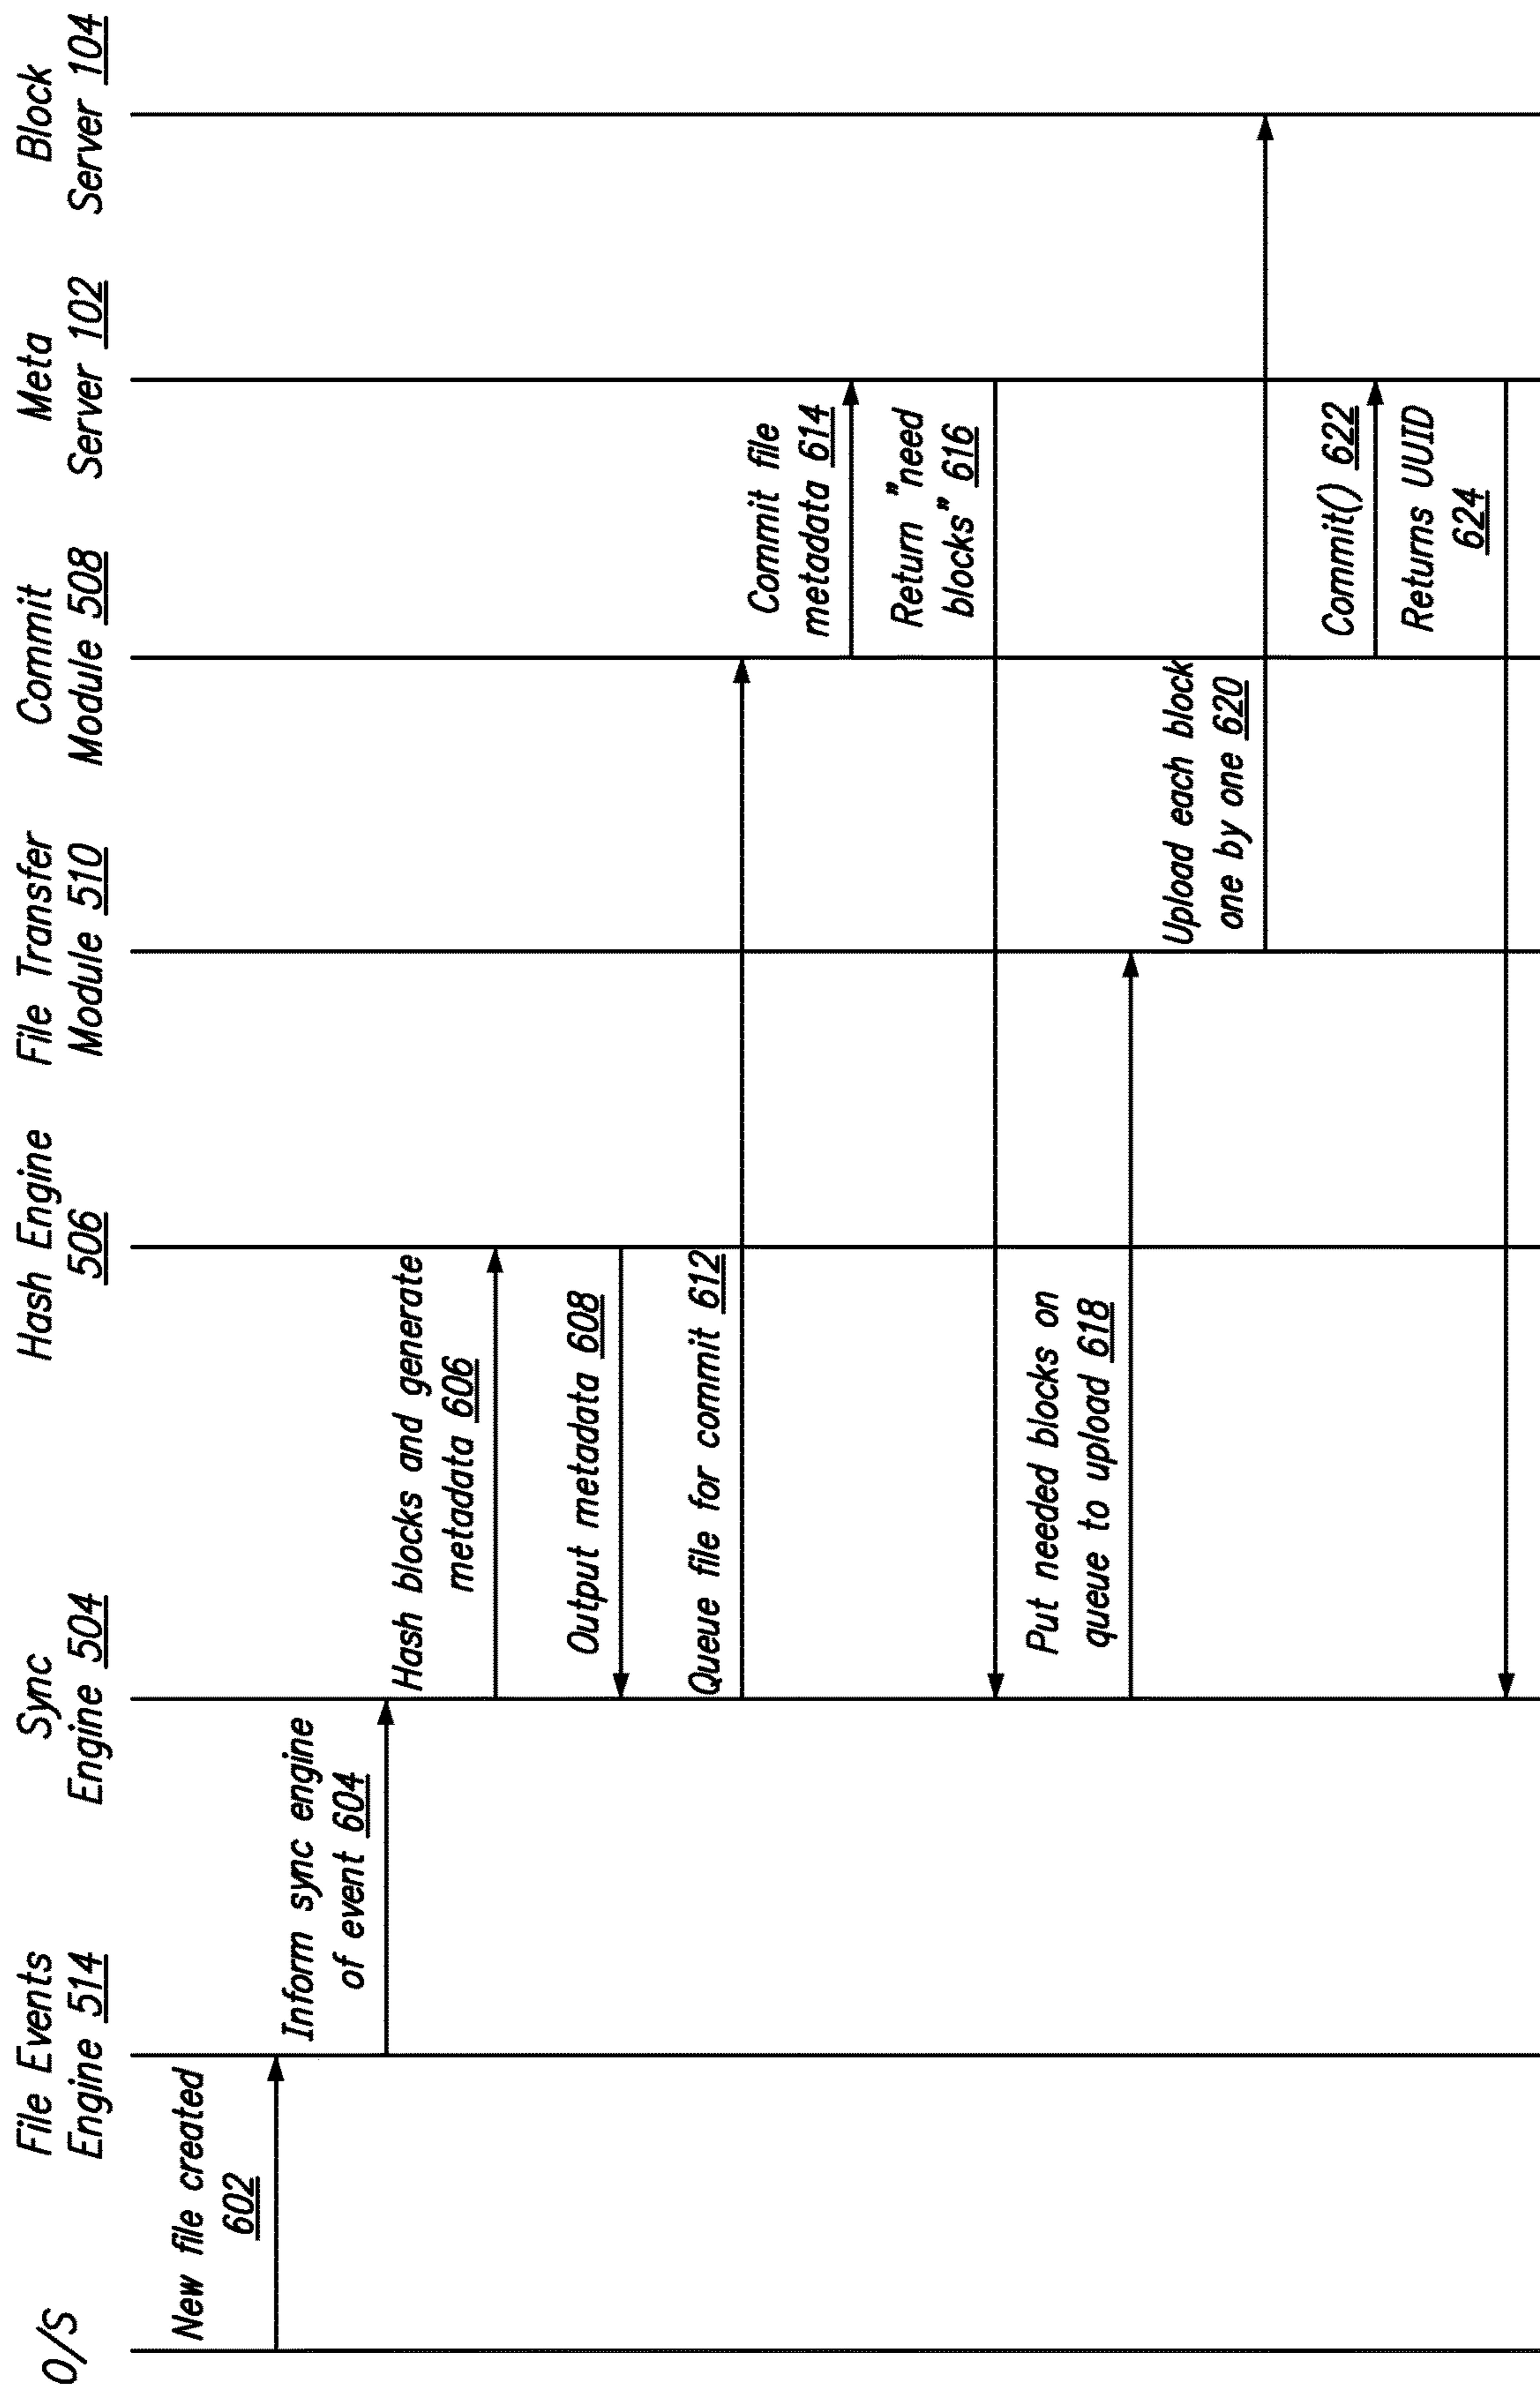 O/S
File Events
Engine 514
Sync
Engine 504
Hash Engine
506
File Transfer
Module 510
Commit
Module 508
Meta
Server 102
Block
Server 104
New file created
602
Inform sync engine
of event 604
Hash blocks and generate
metadata 606
Output metadata 608
Queue file for commit 612
Commit file
metadata 614
Return "need
blocks" 616
Put needed blocks on
queue to upload 618
Upload each block
one by one 620
Commit() 622
Returns UUID
624